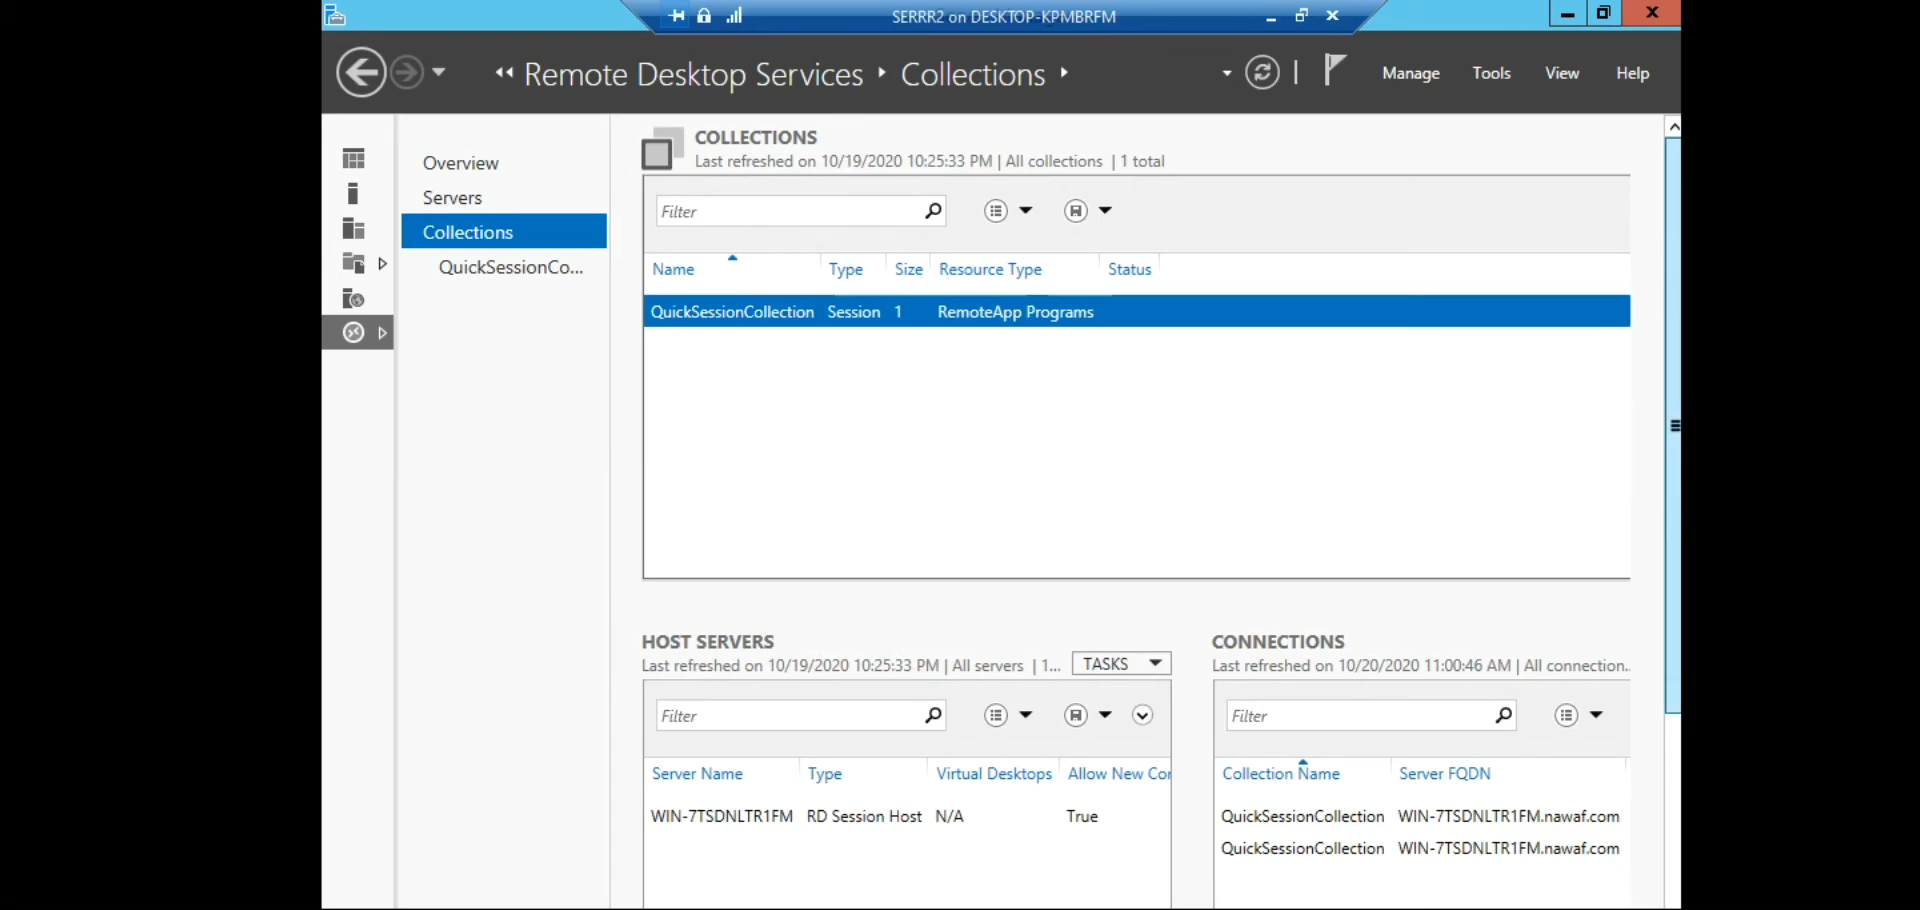 SERRR2 on DESKTOP-KPMBRFM
Remote Desktop Services Collections
Manage Tools View Help
Overview
Servers
Collections
QuickSessionCo...
COLLECTIONS
Last refreshed on 10/19/2020 10:25:33 PM | All collections | 1 total
Filter
Name Type Size Resource Type Status
QuickSessionCollection Session 1 RemoteApp Programs
HOST SERVERS
Last refreshed on 10/19/2020 10:25:33 PM | All servers | 1...
TASKS
Filter
Server Name Type Virtual Desktops Allow New Cor
WIN-7TSDNLTR1FM RD Session Host N/A True
CONNECTIONS
Last refreshed on 10/20/2020 11:00:46 AM | All connection..
Filter
Collection Name Server FQDN
QuickSessionCollection WIN-7TSDNLTR1FM.nawaf.com
QuickSessionCollection WIN-7TSDNLTR1FM.nawaf.com